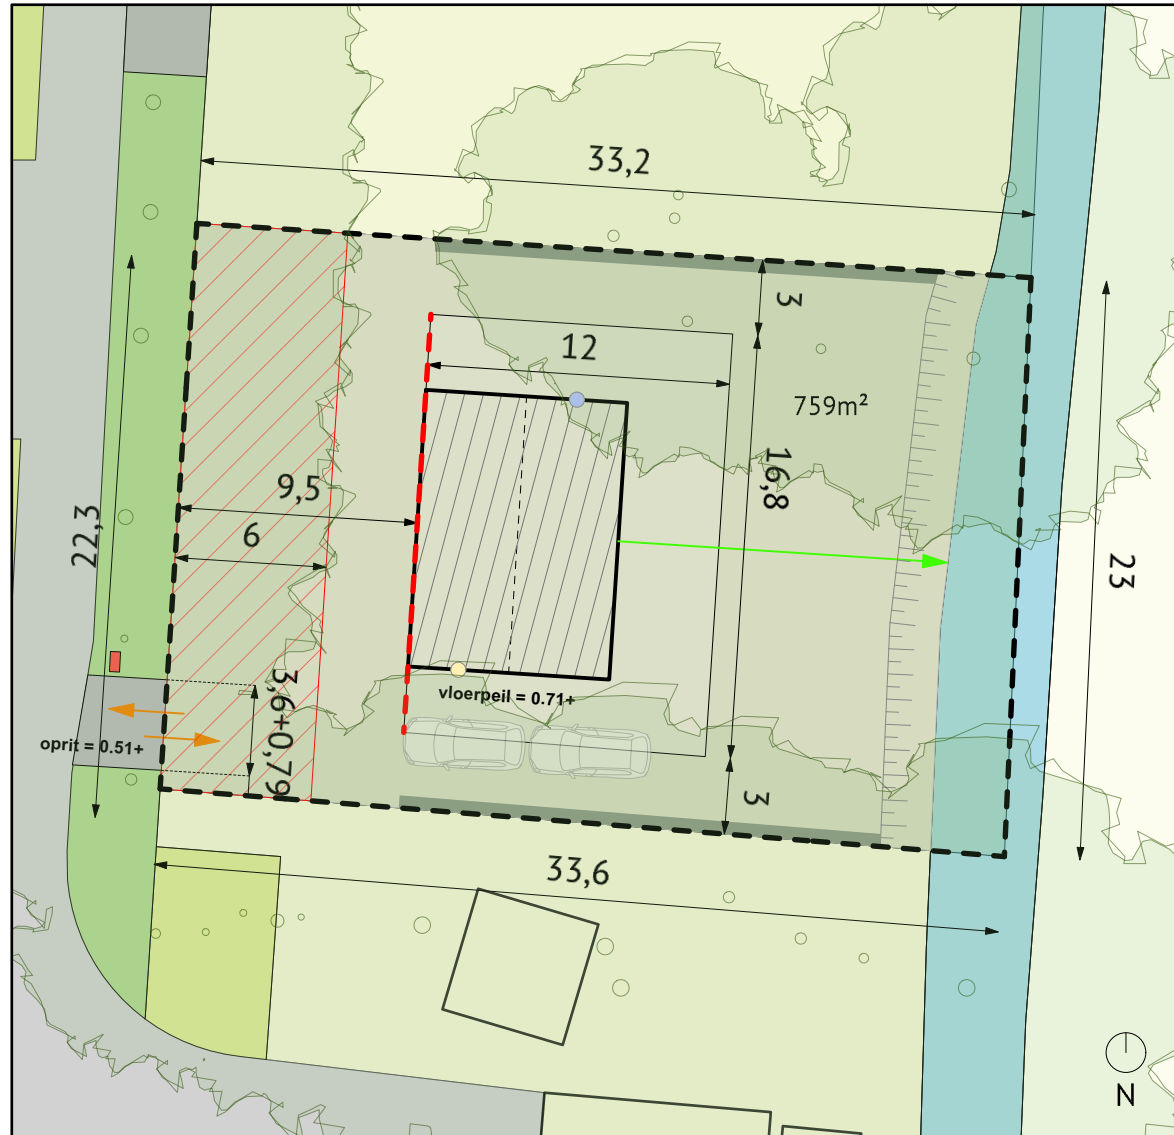 33,2
3
12
759m²
16,8
9,5
6
22,3
23
3,6+0,79
vloerpeil = 0.71+
oprit = 0.51+
3
33,6
N